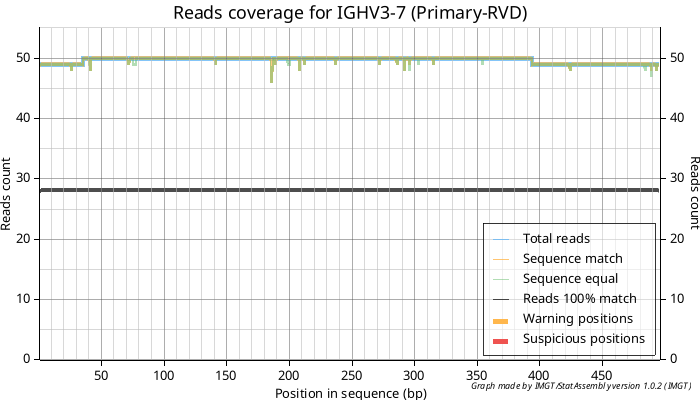 Reads coverage for IGHV3-7 (Primary-RVD)
50
40
30
20
10
0
Reads count
50
40
30
20
10
0
Reads count
Total reads
Sequence match
Sequence equal
Reads 100% match
Warning positions
Suspicious positions
50
100
150
200
250
300
350
400
450
Position in sequence (bp)
Graph made by IMGT/StatAssembly version 1.0.2 (IMGT)